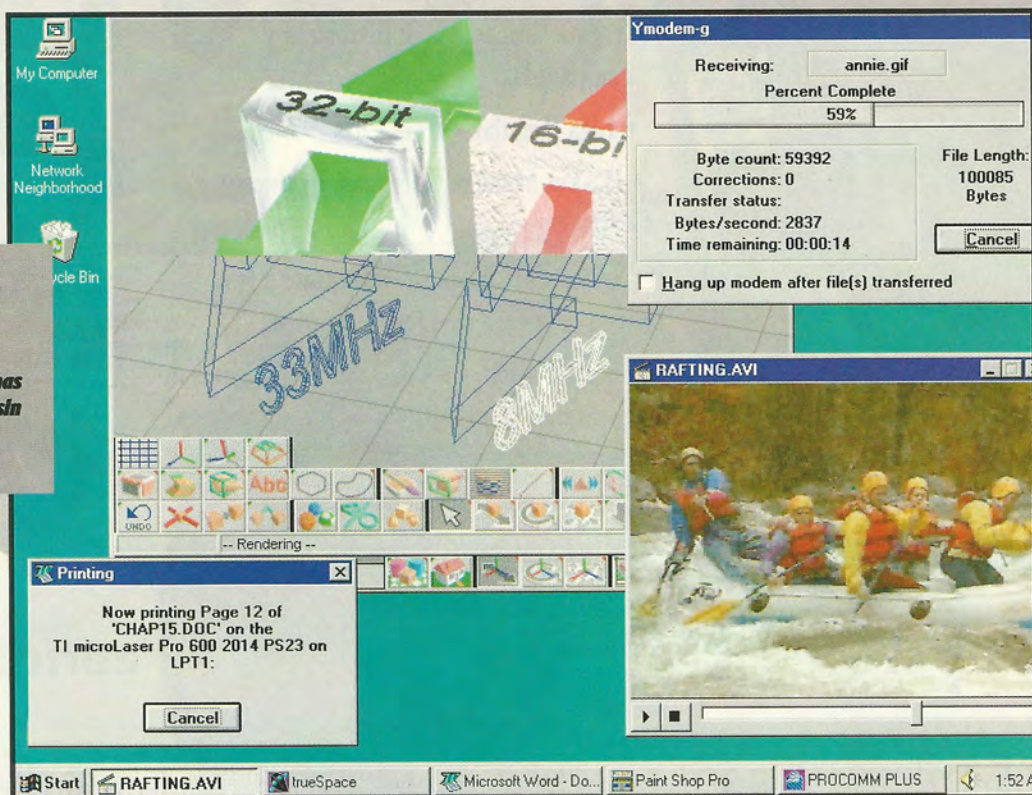 My Computer
Network
Neighborhood
32-bit
16-bi
33MHz
8MHz
Abc
UNDO
-- Rendering --
Ymodem-g
Receiving: annie.gif
Percent Complete
59%
Byte count: 59392
Corrections: 0
Transfer status:
Bytes/second: 2837
Time remaining: 00:00:14
File Length:
100085
Bytes
Cancel
Hang up modem after file(s) transferred
ycle Bin
has
sin
RAFTING.AVI
Printing
Now printing Page 12 of
'CHAP15.DOC' on the
TI microLaser Pro 600 2014 PS23 on
LPT1:
Cancel
Start
RAFTING.AVI
trueSpace
Microsoft Word - Do...
Paint Shop Pro
PROCOMM PLUS
1:52 A